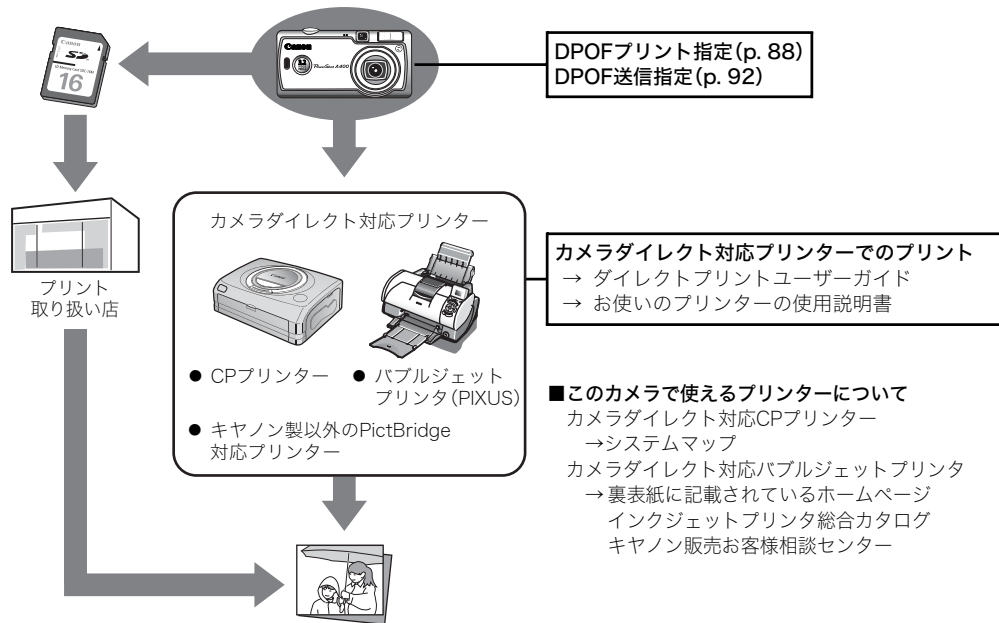 Canon
SD
16
Canon
3.2
PowerShot A400
DPOFプリント指定(p. 88)
DPOF送信指定(p. 92)
プリント
取り扱い店
カメラダイレクト対応プリンター
● CPプリンター
● バブルジェット
プリンタ(PIXUS)
● キヤノン製以外のPictBridge
対応プリンター
カメラダイレクト対応プリンターでのプリント
→ ダイレクトプリントユーザーガイド
→ お使いのプリンターの使用説明書
■このカメラで使えるプリンターについて
カメラダイレクト対応CPプリンター
→システムマップ
カメラダイレクト対応バブルジェットプリンタ
→裏表紙に記載されているホームページ
インクジェットプリンタ総合カタログ
キヤノン販売お客様相談センター